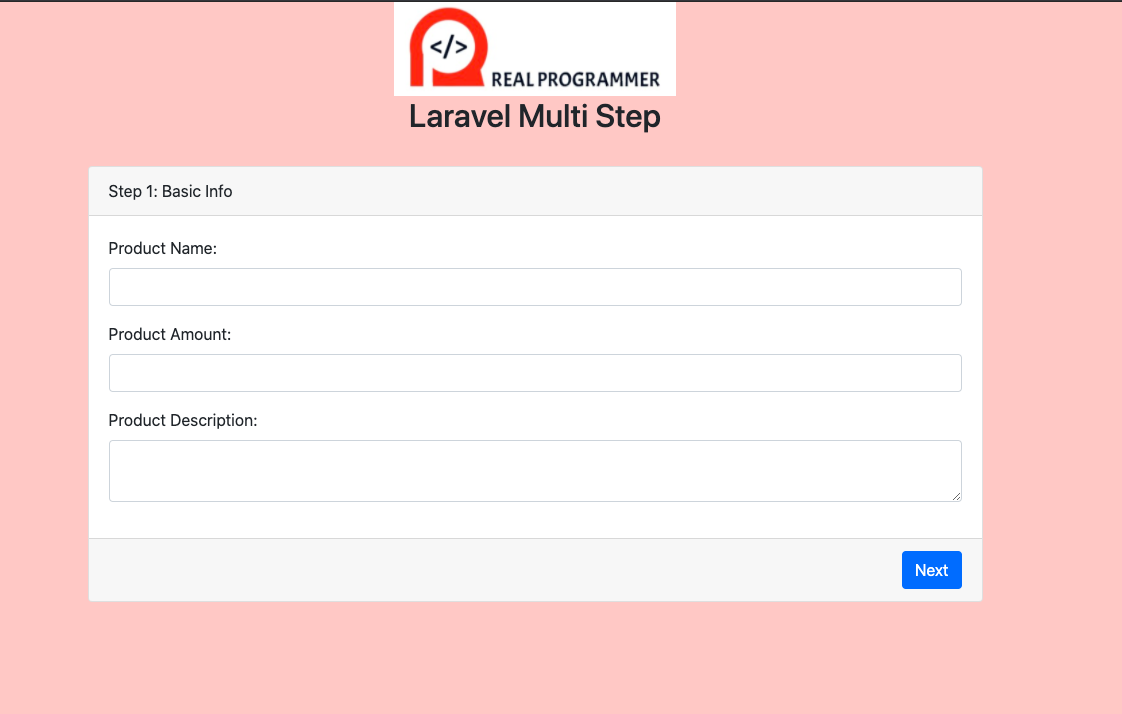 </>
REAL PROGRAMMER
Laravel Multi Step
Step 1: Basic Info
Product Name:
Product Amount:
Product Description:
Next